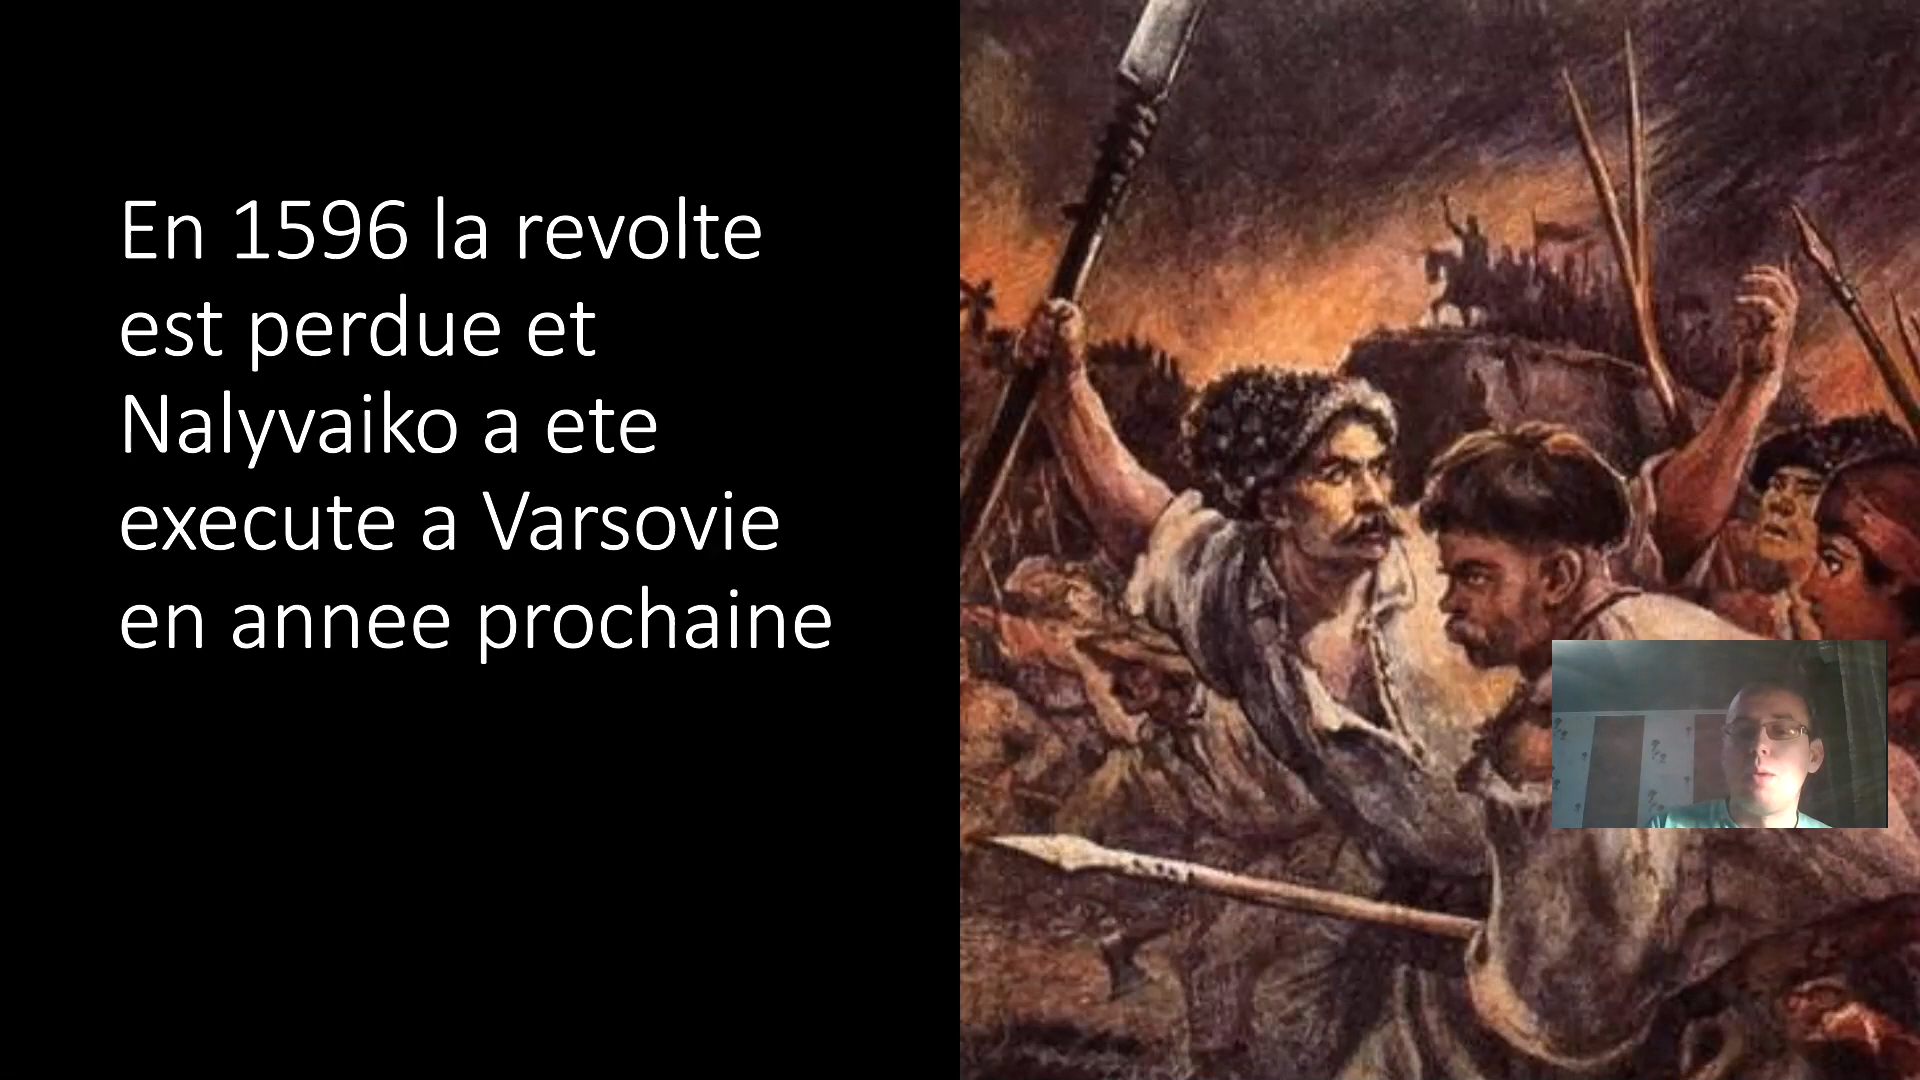 En 1596 la revolte
est perdue et
Nalyvaiko a ete
execute a Varsovie
en annee prochaine